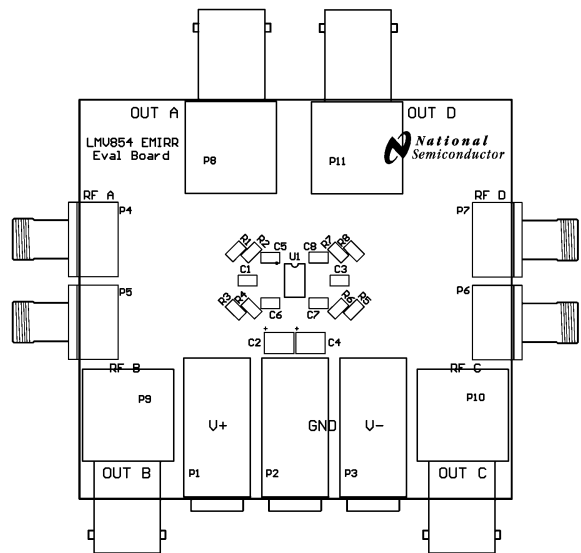 OUT A
OUT D
LMV854 EMIRR
Eval Board
National
Semiconductor
P8
P11
RF A
RF D
P4
P7
R1
R2
C5
C8
R7
R8
U1
C1
C3
P5
P6
R3
R4
C6
C7
R6
R5
C2
+
+
C4
RF B
RF C
P9
P10
V+
GND
V-
OUT B
P1
P2
P3
OUT C